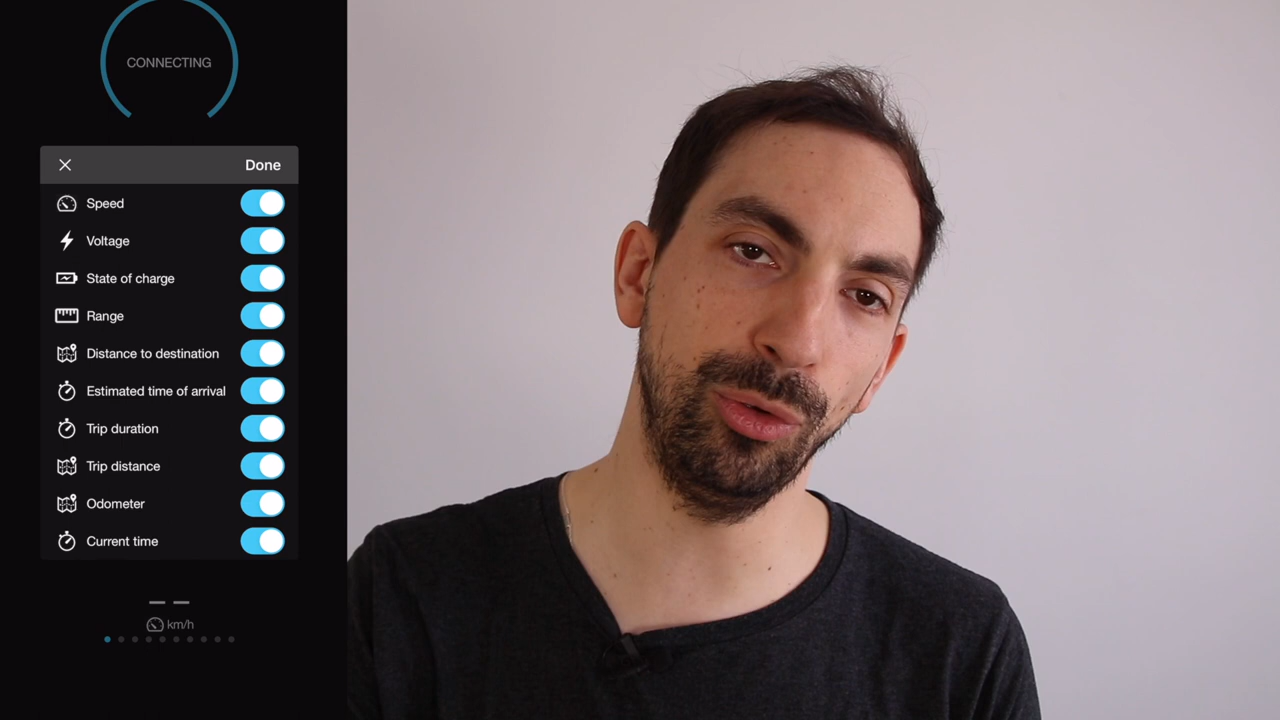 CONNECTING
Done
Speed
Voltage
State of charge
Range
Distance to destination
Estimated time of arrival
Trip duration
Trip distance
Odometer
Current time
km/h